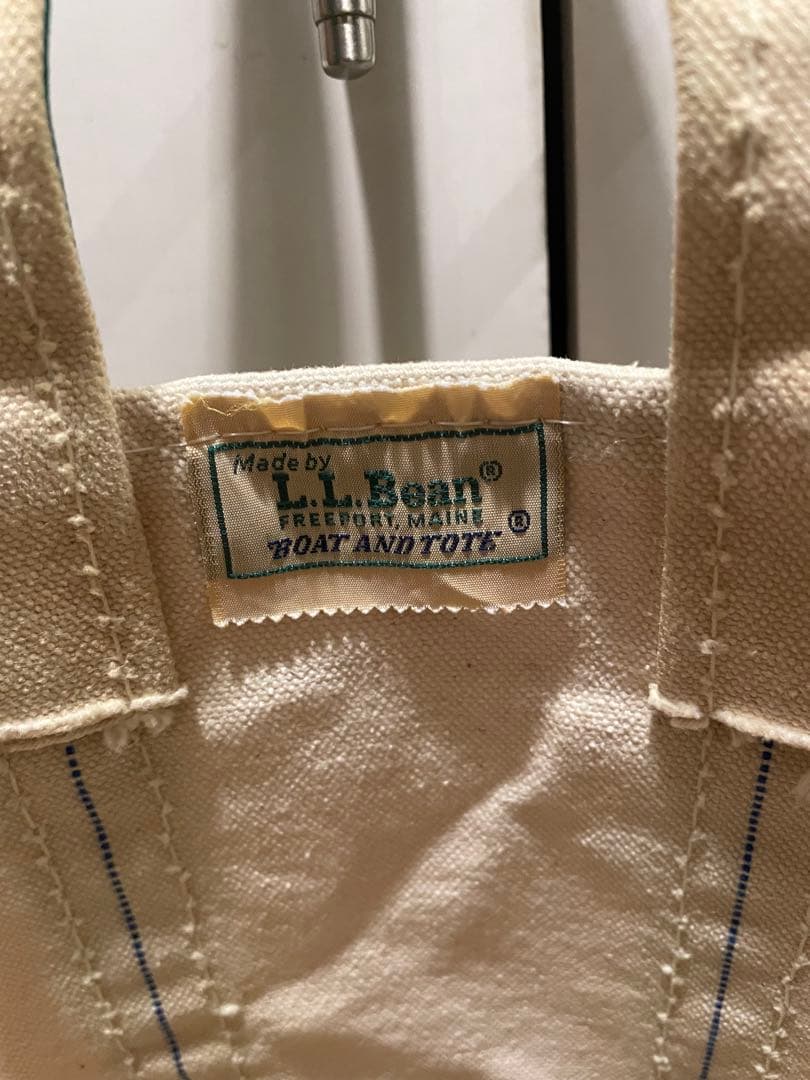 Made by
L.L.Bean®
FREEPORT, MAINE
BOAT AND TOTE®